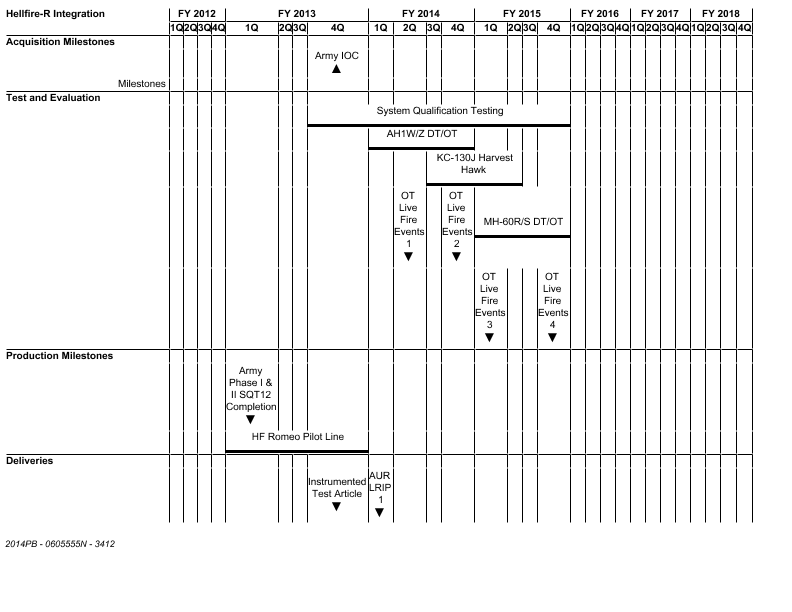 Hellfire-R Integration FY 2012 FY 2013 FY 2014 FY 2015 FY 2016 FY 2017 FY 2018
1Q 2Q 3Q 4Q 1Q 2Q 3Q 4Q 1Q 2Q 3Q 4Q 1Q 2Q 3Q 4Q 1Q 2Q 3Q 4Q 1Q 2Q 3Q 4Q 1Q 2Q 3Q 4Q
Acquisition Milestones
Army IOC
Milestones
Test and Evaluation
System Qualification Testing
AH1W/Z DT/OT
KC-130J Harvest
Hawk
OT
Live
Fire
Events
1
OT
Live
Fire
Events
2
MH-60R/S DT/OT
OT
Live
Fire
Events
3
OT
Live
Fire
Events
4
Production Milestones
Army
Phase I &
II SQT12
Completion
HF Romeo Pilot Line
Deliveries
Instrumented
Test Article
AUR
LRIP
1
2014PB - 0605555N - 3412